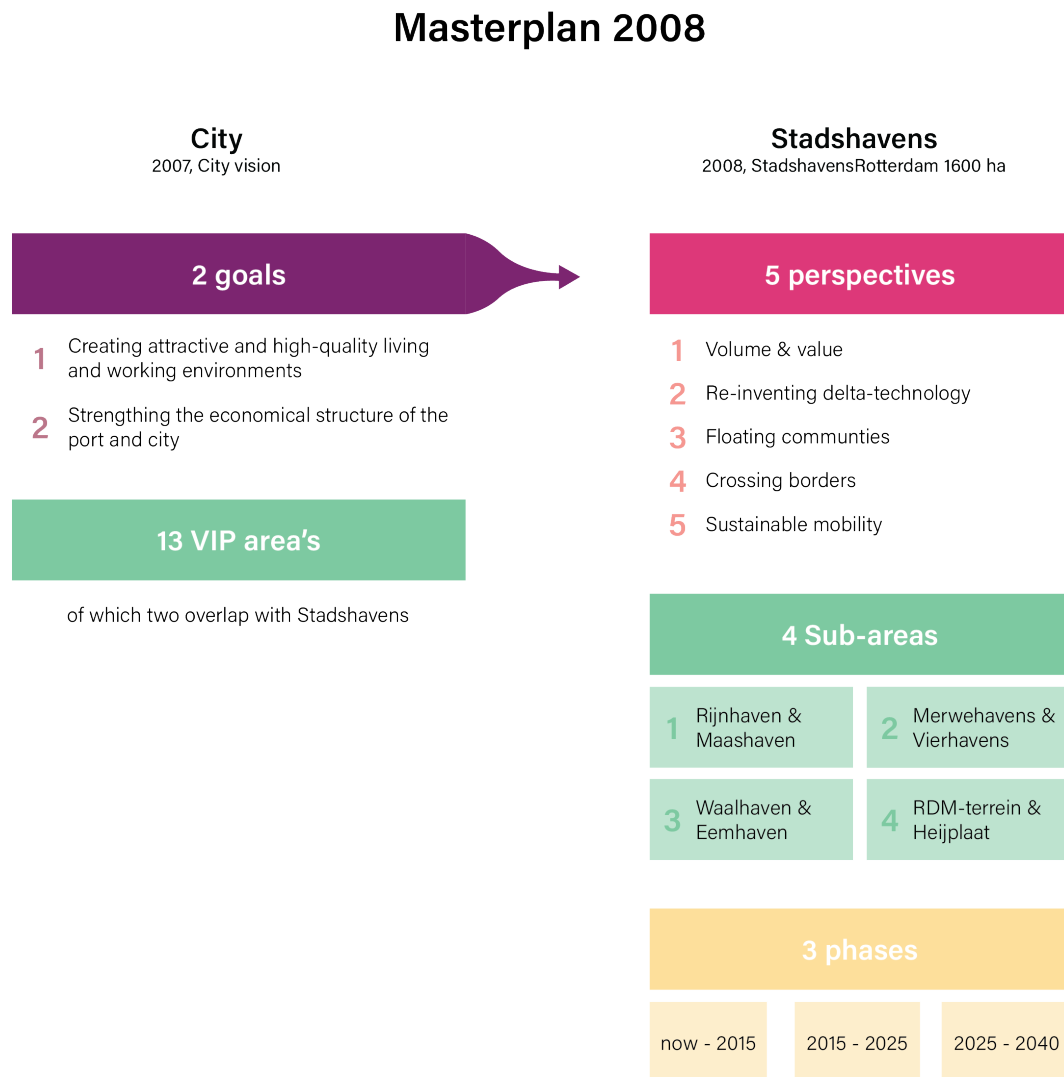 Masterplan 2008
City
2007, City vision
2 goals
1
Creating attractive and high-quality living
and working environments
2
Strengthing the economical structure of the
port and city
13 VIP area’s
of which two overlap with Stadshavens
Stadshavens
2008, StadshavensRotterdam 1600 ha
5 perspectives
1 Volume & value
2 Re-inventing delta-technology
3 Floating communties
4 Crossing borders
5 Sustainable mobility
4 Sub-areas
1
Rijnhaven &
Maashaven
2
Merwehavens &
Vierhavens
3
Waalhaven &
Eemhaven
4
RDM-terrein &
Heijplaat
3 phases
now - 2015
2015 - 2025
2025 - 2040